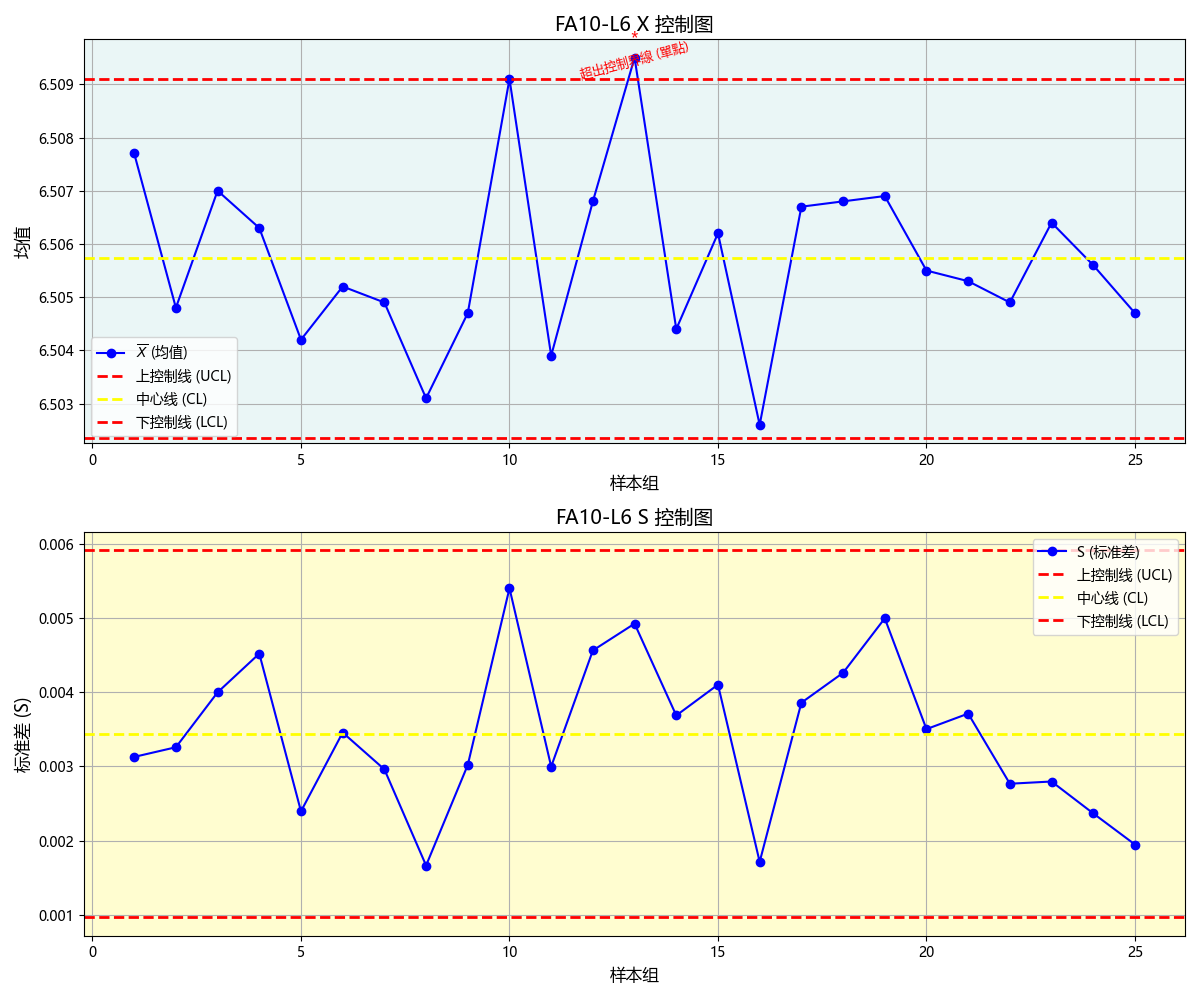 FA10-L6 X 控制图
*
超出控制界線 (單點)
6.509
6.508
6.507
6.506
6.505
6.504
6.503
均值
X (均值)
上控制线 (UCL)
中心线 (CL)
下控制线 (LCL)
0 5 10 15 20 25
样本组
FA10-L6 S 控制图
0.006
0.005
0.004
0.003
0.002
0.001
标准差 (S)
S (标准差)
上控制线 (UCL)
中心线 (CL)
下控制线 (LCL)
0 5 10 15 20 25
样本组